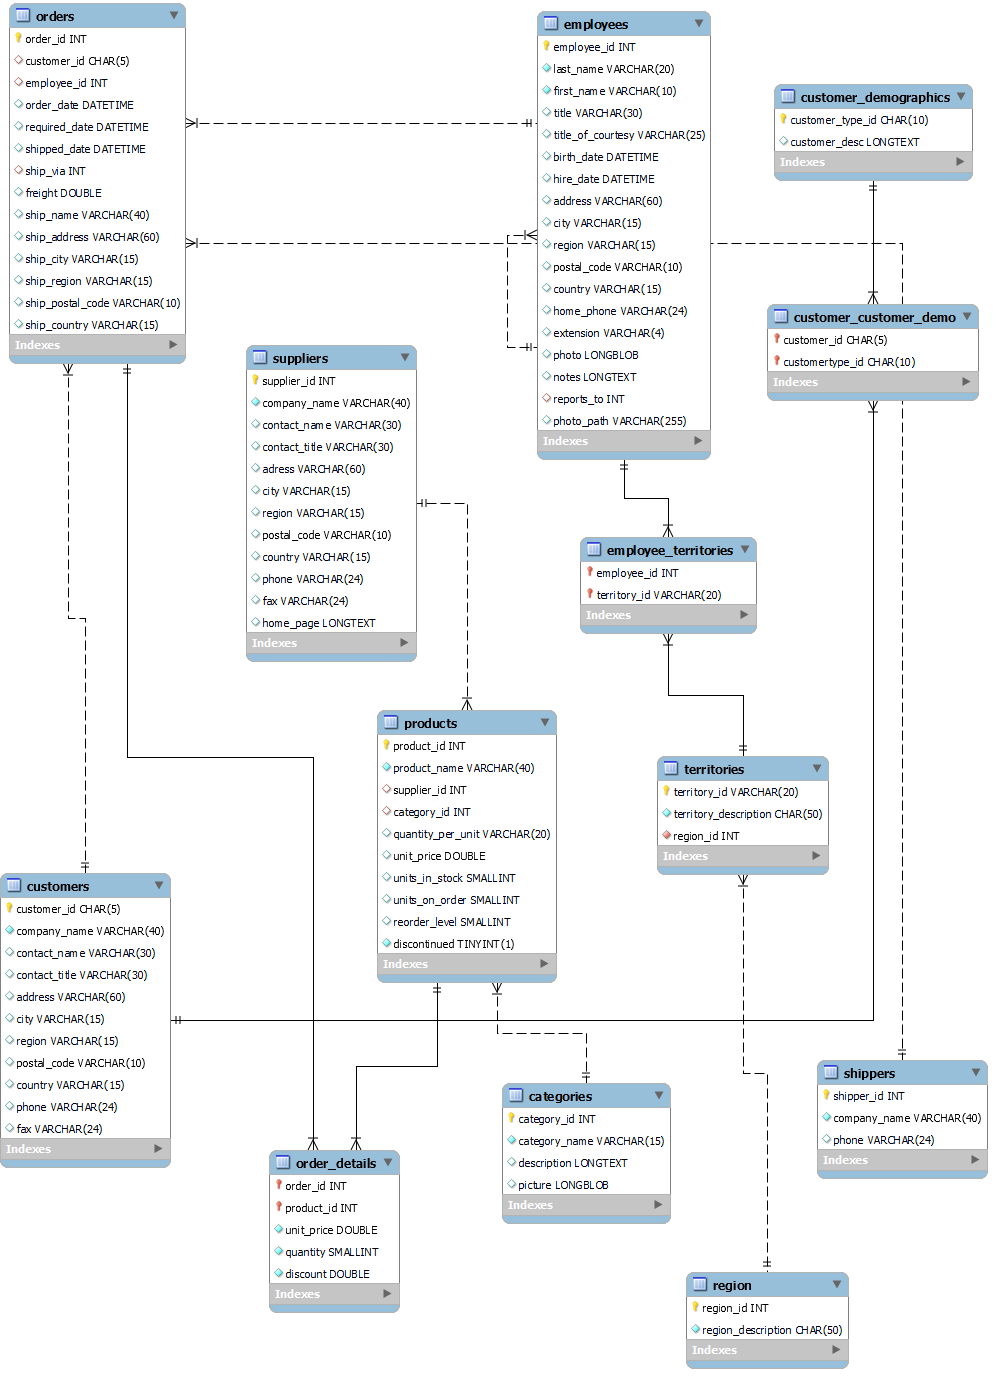 orders
order_id INT
customer_id CHAR(5)
employee_id INT
order_date DATETIME
required_date DATETIME
shipped_date DATETIME
ship_via INT
freight DOUBLE
ship_name VARCHAR(40)
ship_address VARCHAR(60)
ship_city VARCHAR(15)
ship_region VARCHAR(15)
ship_postal_code VARCHAR(10)
ship_country VARCHAR(15)
Indexes
employees
employee_id INT
last_name VARCHAR(20)
first_name VARCHAR(10)
title VARCHAR(30)
title_of_courtesy VARCHAR(25)
birth_date DATETIME
hire_date DATETIME
address VARCHAR(60)
city VARCHAR(15)
region VARCHAR(15)
postal_code VARCHAR(10)
country VARCHAR(15)
home_phone VARCHAR(24)
extension VARCHAR(4)
photo LONGBLOB
notes LONGTEXT
reports_to INT
photo_path VARCHAR(255)
Indexes
customer_demographics
customer_type_id CHAR(10)
customer_desc LONGTEXT
Indexes
customer_customer_demo
customer_id CHAR(5)
customertype_id CHAR(10)
Indexes
suppliers
supplier_id INT
company_name VARCHAR(40)
contact_name VARCHAR(30)
contact_title VARCHAR(30)
adress VARCHAR(60)
city VARCHAR(15)
region VARCHAR(15)
postal_code VARCHAR(10)
country VARCHAR(15)
phone VARCHAR(24)
fax VARCHAR(24)
home_page LONGTEXT
Indexes
employee_territories
employee_id INT
territory_id VARCHAR(20)
Indexes
products
product_id INT
product_name VARCHAR(40)
supplier_id INT
category_id INT
quantity_per_unit VARCHAR(20)
unit_price DOUBLE
units_in_stock SMALLINT
units_on_order SMALLINT
reorder_level SMALLINT
discontinued TINYINT(1)
Indexes
territories
territory_id VARCHAR(20)
territory_description CHAR(50)
region_id INT
Indexes
customers
customer_id CHAR(5)
company_name VARCHAR(40)
contact_name VARCHAR(30)
contact_title VARCHAR(30)
address VARCHAR(60)
city VARCHAR(15)
region VARCHAR(15)
postal_code VARCHAR(10)
country VARCHAR(15)
phone VARCHAR(24)
fax VARCHAR(24)
Indexes
shippers
shipper_id INT
company_name VARCHAR(40)
phone VARCHAR(24)
Indexes
categories
category_id INT
category_name VARCHAR(15)
description LONGTEXT
picture LONGBLOB
Indexes
order_details
order_id INT
product_id INT
unit_price DOUBLE
quantity SMALLINT
discount DOUBLE
Indexes
region
region_id INT
region_description CHAR(50)
Indexes